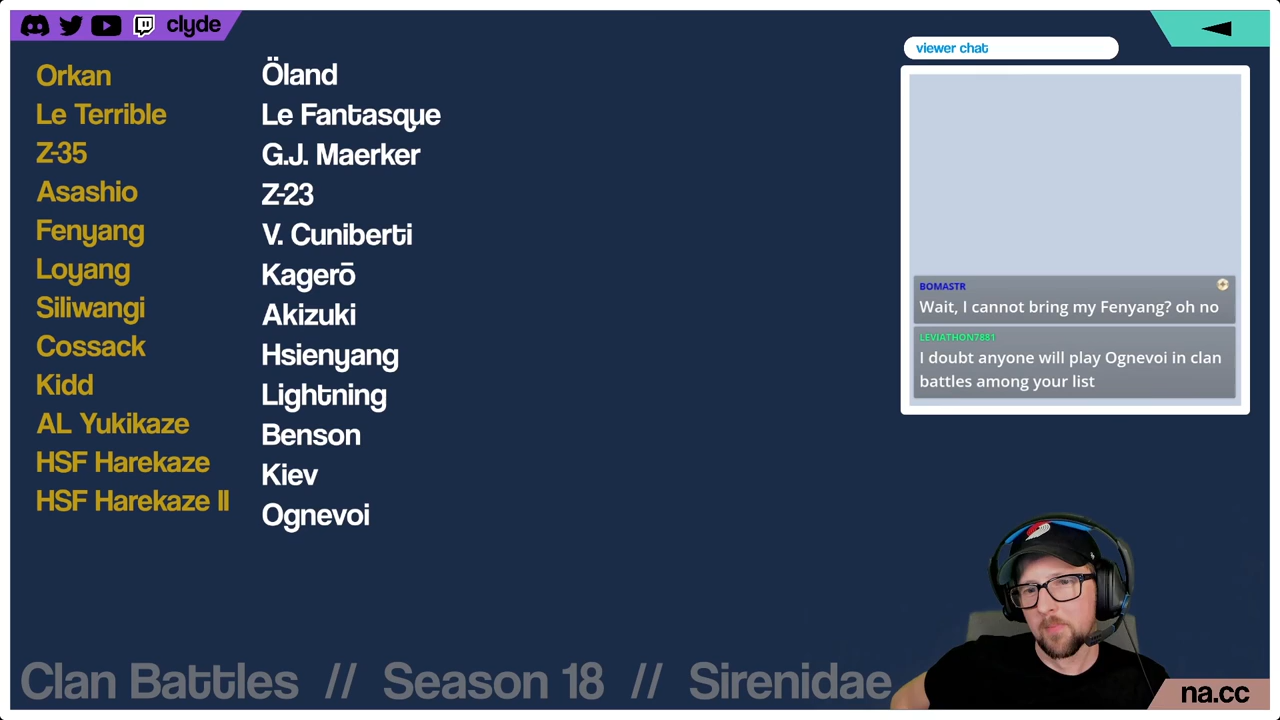 clyde
Orkan
Le Terrible
Z-35
Asashio
Fenyang
Loyang
Siliwangi
Cossack
Kidd
AL Yukikaze
HSF Harekaze
HSF Harekaze II
Öland
Le Fantasque
G.J. Maerker
Z-23
V. Cuniberti
Kagerō
Akizuki
Hsienyang
Lightning
Benson
Kiev
Ognevoi
viewer chat
BOMASTR
Wait, I cannot bring my Fenyang? oh no
LEVIATHON7881
I doubt anyone will play Ognevoi in clan
battles among your list
Clan Battles // Season 18 // Sirenidae
na.cc